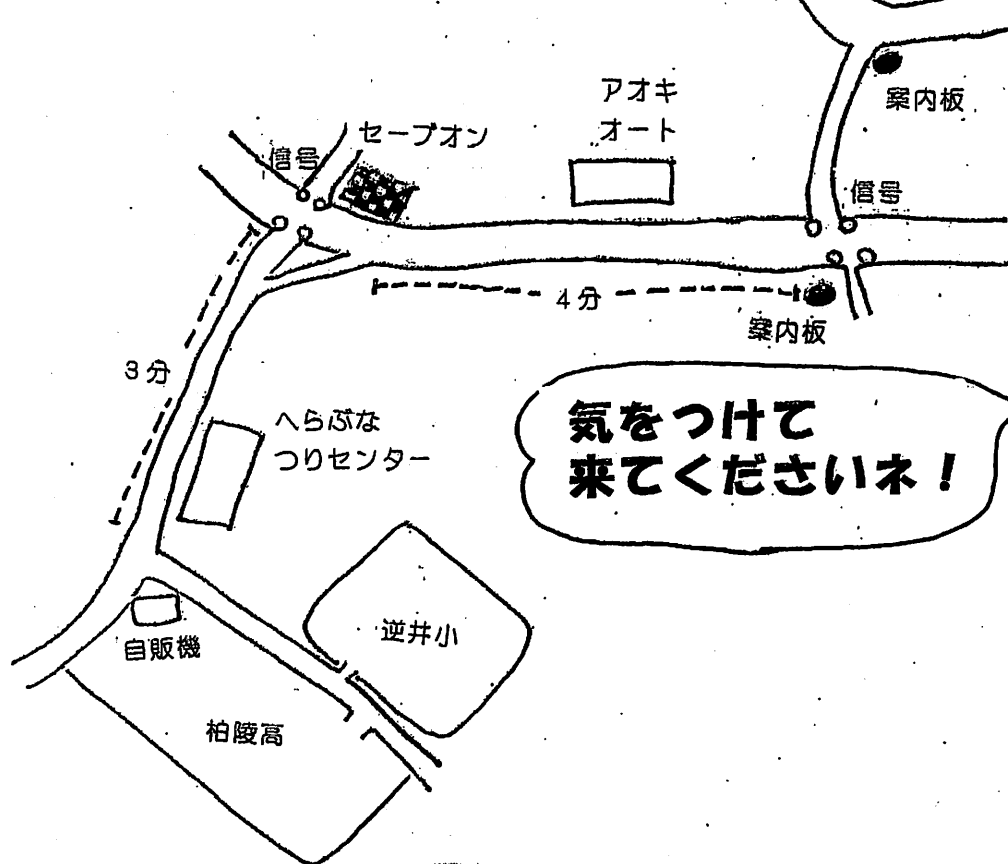 アオキ
オート
案内板
セーブオン
信号
信号
4分
案内板
3分
へらぶな
つりセンター
気をつけて
来てくださいネ!
逆井小
自販機
柏陵高